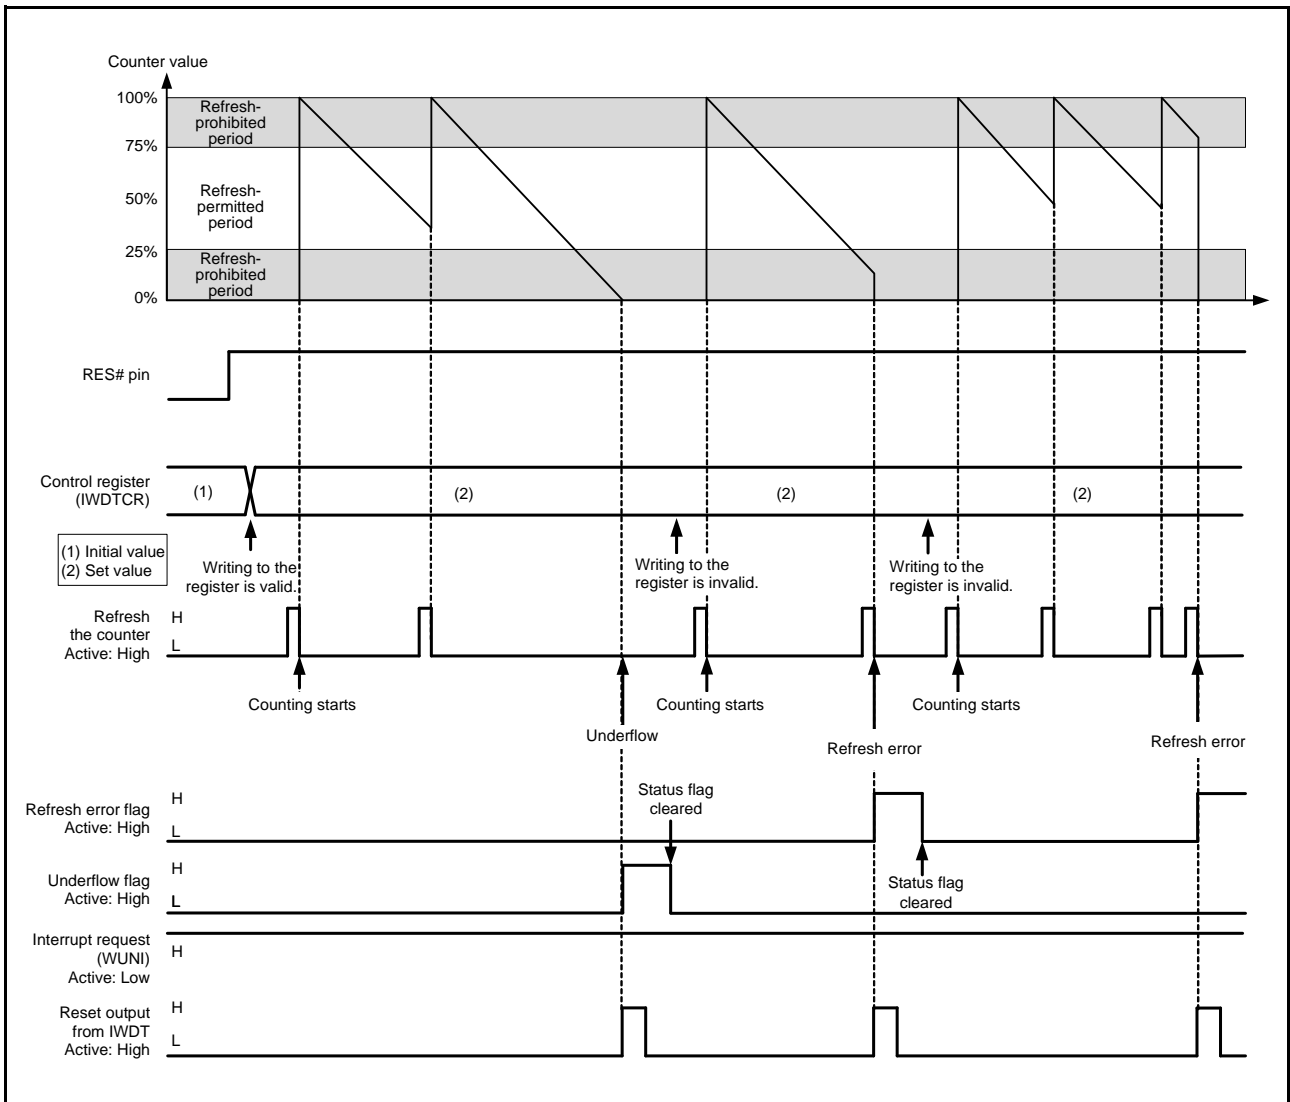 Counter value
100%
Refresh-
prohibited
period
75%
50%
Refresh-
permitted
period
25%
Refresh-
prohibited
period
0%
RES# pin
Control register
(IWDTCR)
(1)
(2)
(2)
(2)
(1) Initial value
(2) Set value
Writing to the
register is valid.
Writing to the
register is invalid.
Writing to the
register is invalid.
Refresh
the counter
Active: High
H
L
Counting starts
Counting starts
Counting starts
Underflow
Refresh error
Refresh error
Refresh error flag
Active: High
H
L
Status flag
cleared
Underflow flag
Active: High
H
L
Status flag
cleared
Interrupt request
(WUNI)
Active: Low
H
Reset output
from IWDT
Active: High
H
L